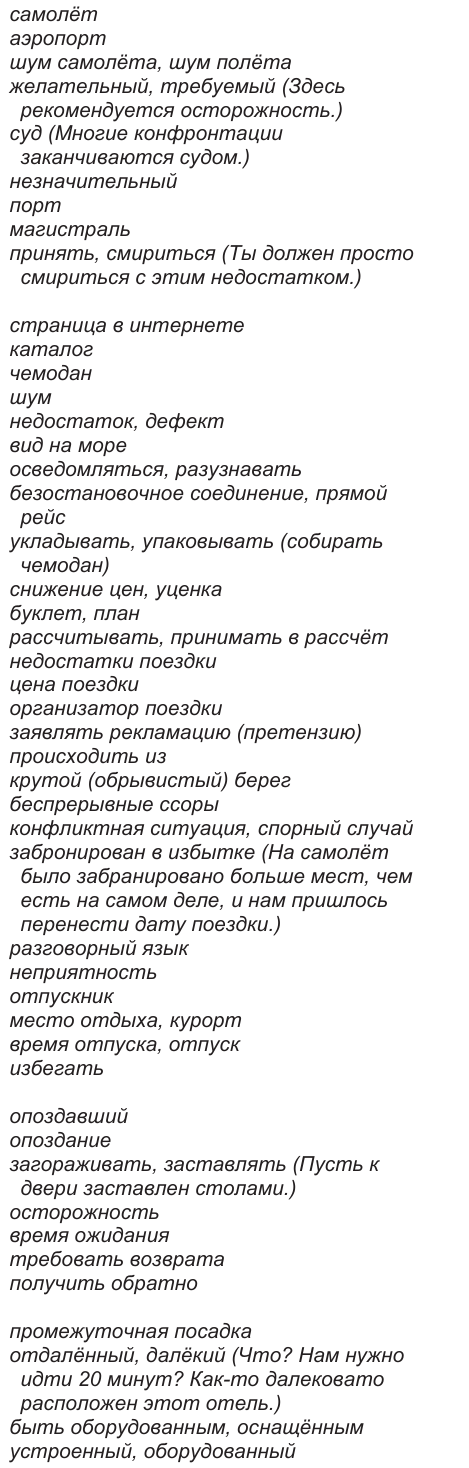 самолёт
аэропорт
шум самолёта, шум полёта
желательный, требуемый (Здесь
рекомендуется осторожность.)
суд (Многие конфронтации
заканчиваются судом.)
незначительный
порт
магистраль
принять, смириться (Ты должен просто
смириться с этим недостатком.)
страница в интернете
каталог
чемодан
шум
недостаток, дефект
вид на море
осведомляться, разузнавать
безостановочное соединение, прямой
рейс
укладывать, упаковывать (собирать
чемодан)
снижение цен, уценка
буклет, план
рассчитывать, принимать в рассчёт
недостатки поездки
цена поездки
организатор поездки
заявлять рекламацию (претензию)
происходить из
крутой (обрывистый) берег
беспрерывные ссоры
конфликтная ситуация, спорный случай
забронирован в избытке (На самолёт
было забранировано больше мест, чем
есть на самом деле, и нам пришлось
перенести дату поездки.)
разговорный язык
неприятность
отпускник
место отдыха, курорт
время отпуска, отпуск
избегать
опоздавший
опоздание
загораживать, заставлять (Пусть к
двери заставлен столами.)
осторожность
время ожидания
требовать возврата
получить обратно
промежуточная посадка
отдалённый, далёкий (Что? Нам нужно
идти 20 минут? Как-то далековато
расположен этот отель.)
быть оборудованным, оснащённым
устроенный, оборудованный